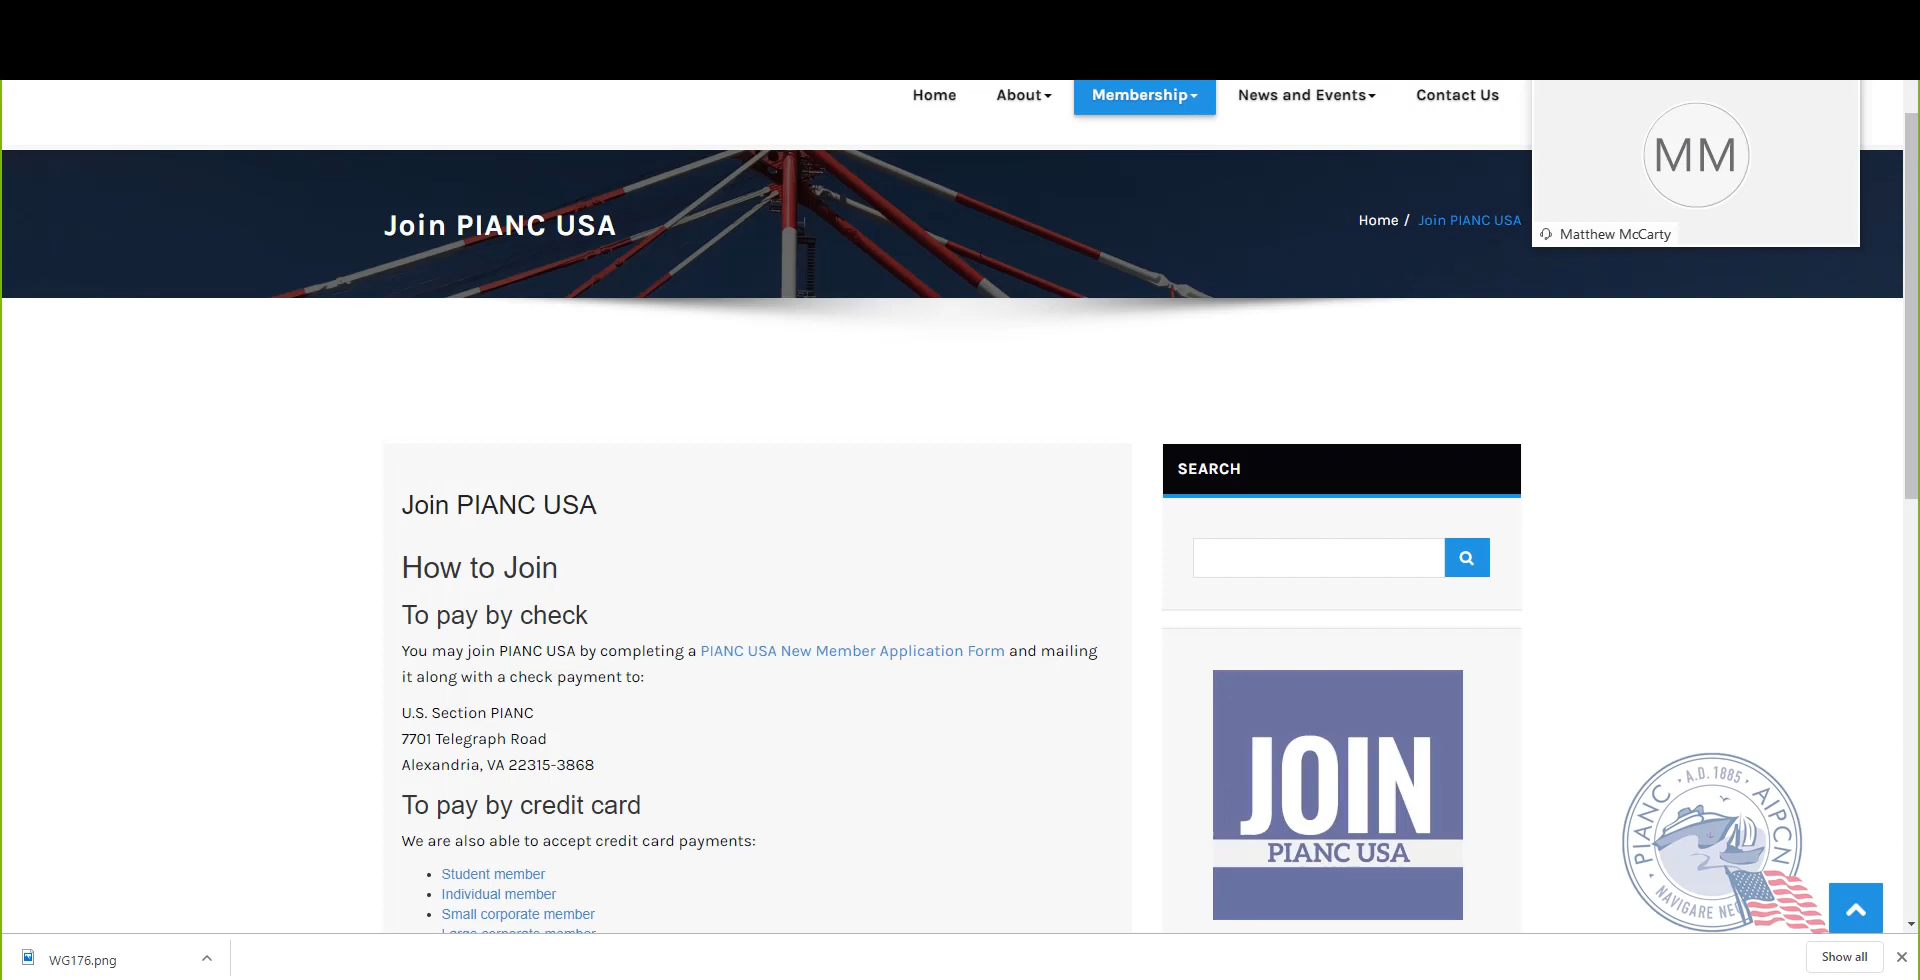 Home About Membership News and Events Contact Us
MM
Matthew McCarty
Join PIANC USA
Home / Join PIANC USA
Join PIANC USA
How to Join
To pay by check
You may join PIANC USA by completing a PIANC USA New Member Application Form and mailing
it along with a check payment to:
U.S. Section PIANC
7701 Telegraph Road
Alexandria, VA 22315-3868
To pay by credit card
We are also able to accept credit card payments:
• Student member
• Individual member
• Small corporate member
Large corporate member
SEARCH
JOIN
PIANC USA
PIANC · A.D. 1885 · AIPCN
NAVIGARE
WG176.png
Show all